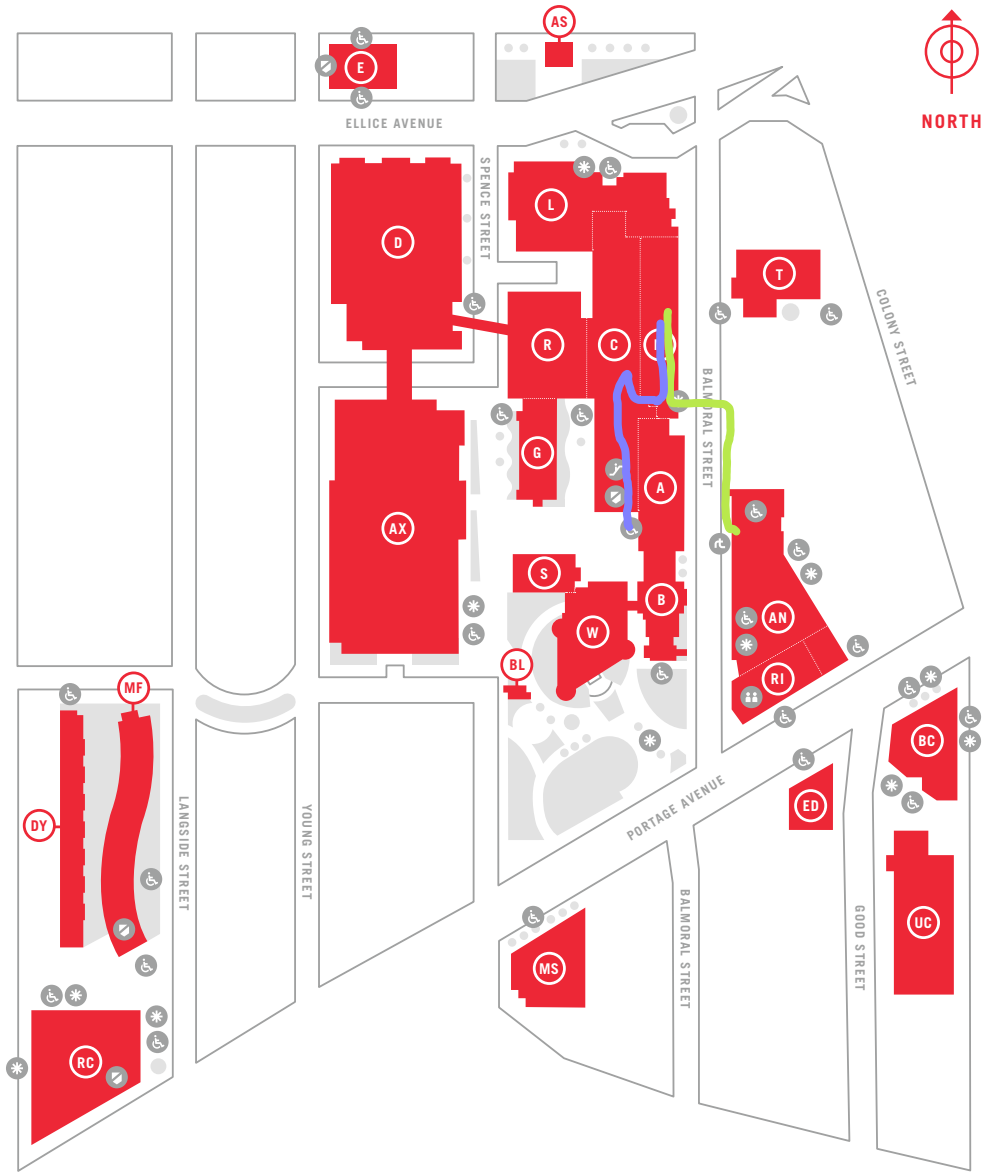 AS
E
NORTH
ELLICE AVENUE
SPENCE STREET
L
D
T
COLONY STREET
R
C
BALMORAL STREET
G
A
AX
S
B
AN
W
BL
RI
MF
BC
ED
PORTAGE AVENUE
DY
LANGSIDE STREET
YOUNG STREET
BALMORAL STREET
GOOD STREET
UC
MS
RC